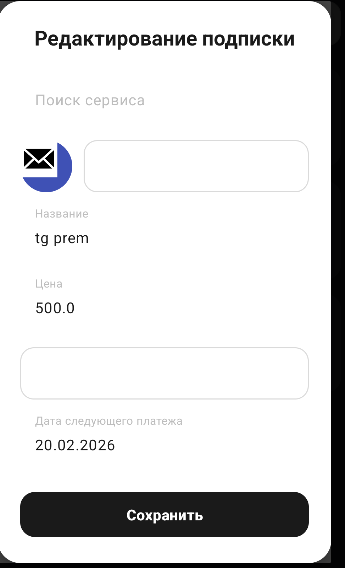 Редактирование подписки
Поиск сервиса
Название
tg prem
Цена
500.0
Дата следующего платежа
20.02.2026
Сохранить